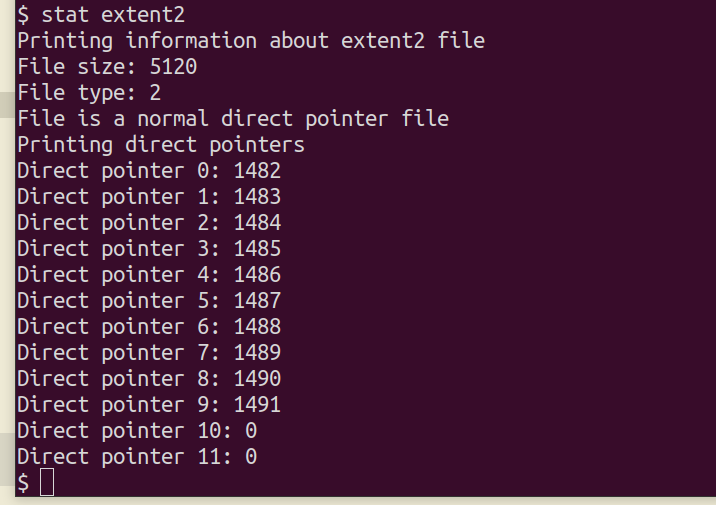 $ stat extent2
Printing information about extent2 file
File size: 5120
File type: 2
File is a normal direct pointer file
Printing direct pointers
Direct pointer 0: 1482
Direct pointer 1: 1483
Direct pointer 2: 1484
Direct pointer 3: 1485
Direct pointer 4: 1486
Direct pointer 5: 1487
Direct pointer 6: 1488
Direct pointer 7: 1489
Direct pointer 8: 1490
Direct pointer 9: 1491
Direct pointer 10: 0
Direct pointer 11: 0
$